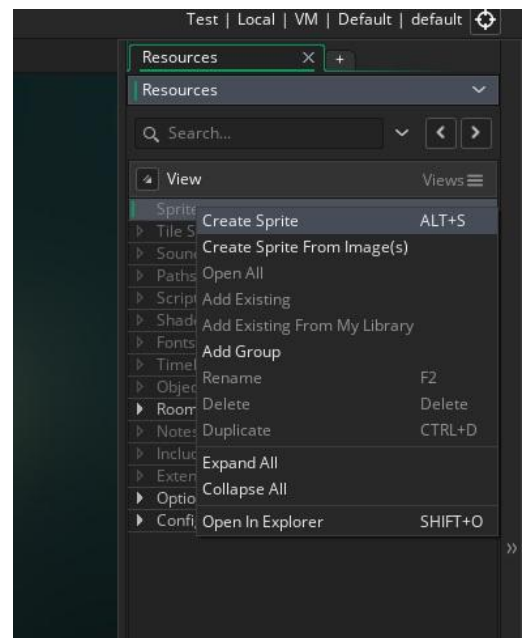 Test | Local | VM | Default | default
Resources
Resources
Search...
View Views
Sprite
Create Sprite ALT+S
Tile S
Create Sprite From Image(s)
Soun
Open All
Paths
Add Existing
Script
Add Existing From My Library
Shad
Fonts
Add Group
Timel
Rename F2
Objec
Delete Delete
Room
Duplicate CTRL+D
Notes
Includ
Expand All
Exten
Collapse All
Optio
Open In Explorer SHIFT+O
Confi